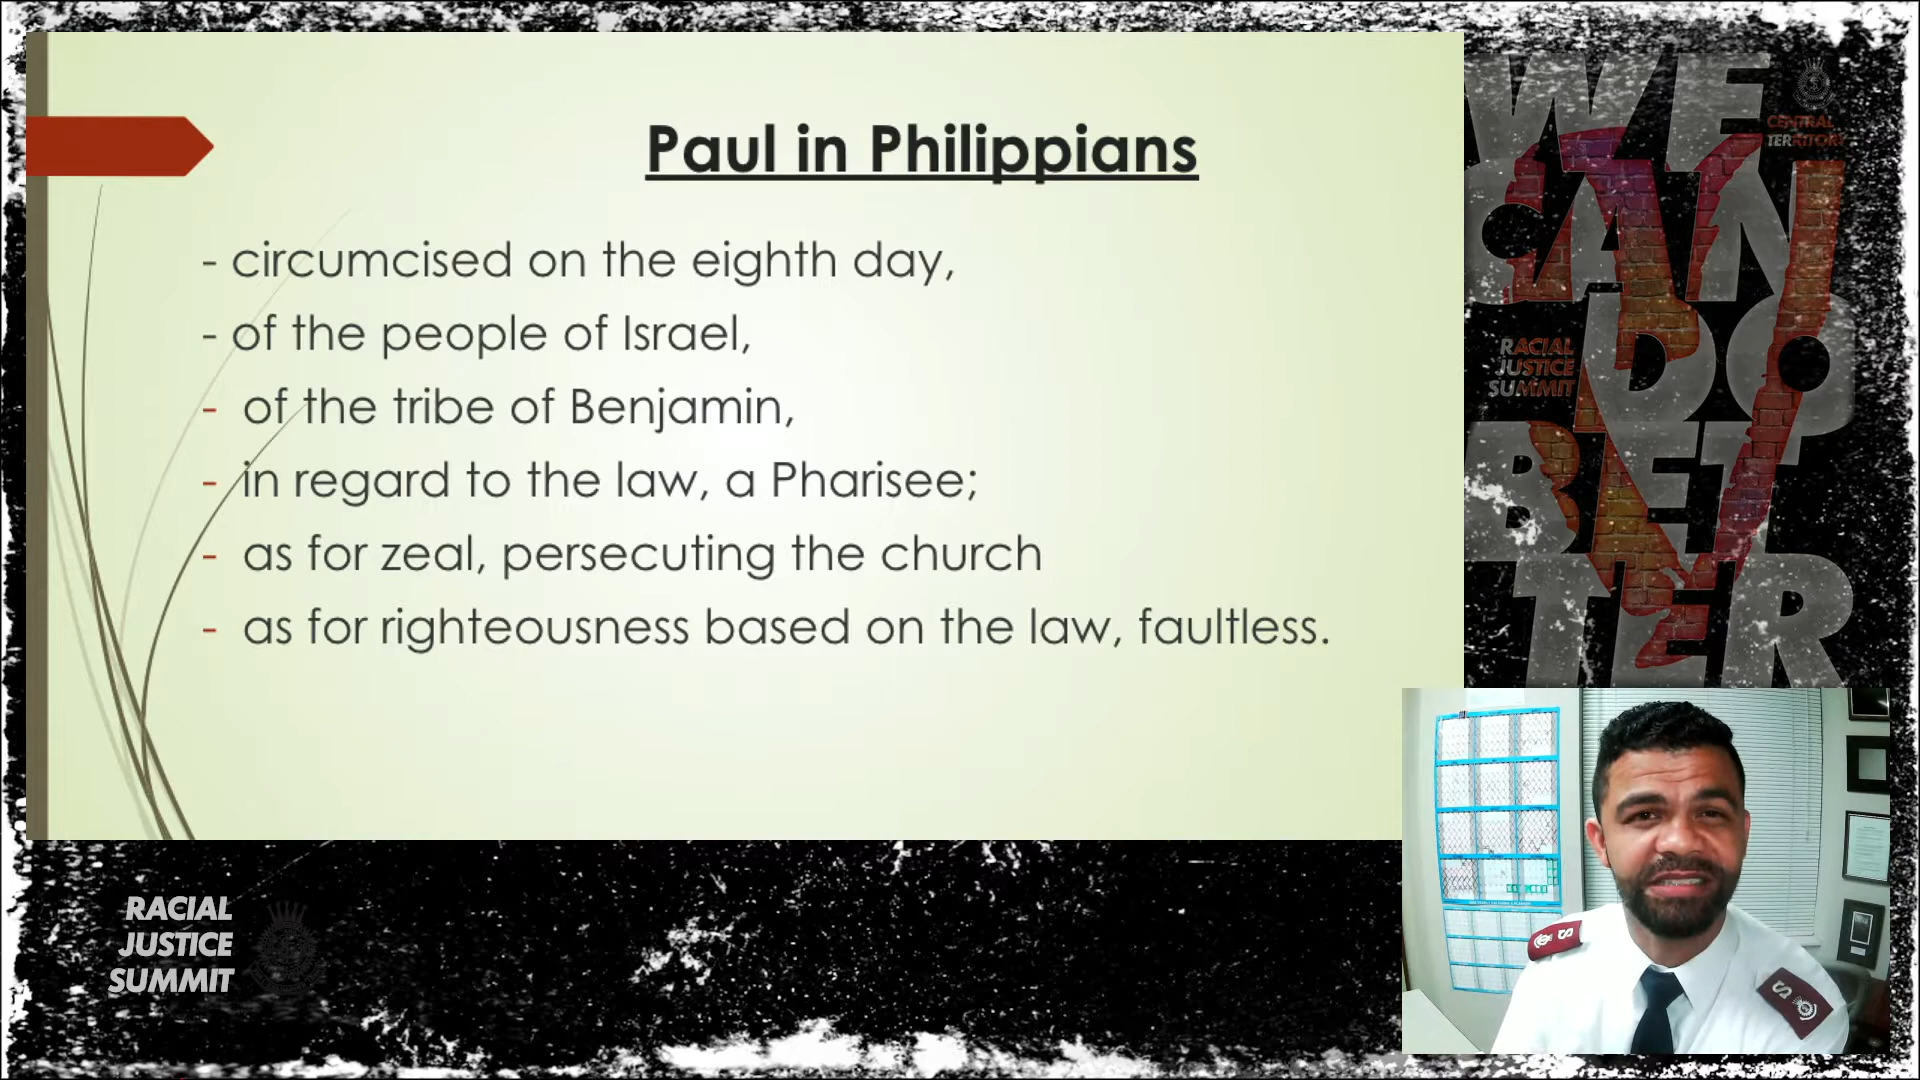 Paul in Philippians
- circumcised on the eighth day,
- of the people of Israel,
- of the tribe of Benjamin,
- in regard to the law, a Pharisee;
- as for zeal, persecuting the church
- as for righteousness based on the law, faultless.
WE
CAN
DO
BET
TER
CENTRAL
TERRITORY
RACIAL
JUSTICE
SUMMIT
RACIAL
JUSTICE
SUMMIT
S
S